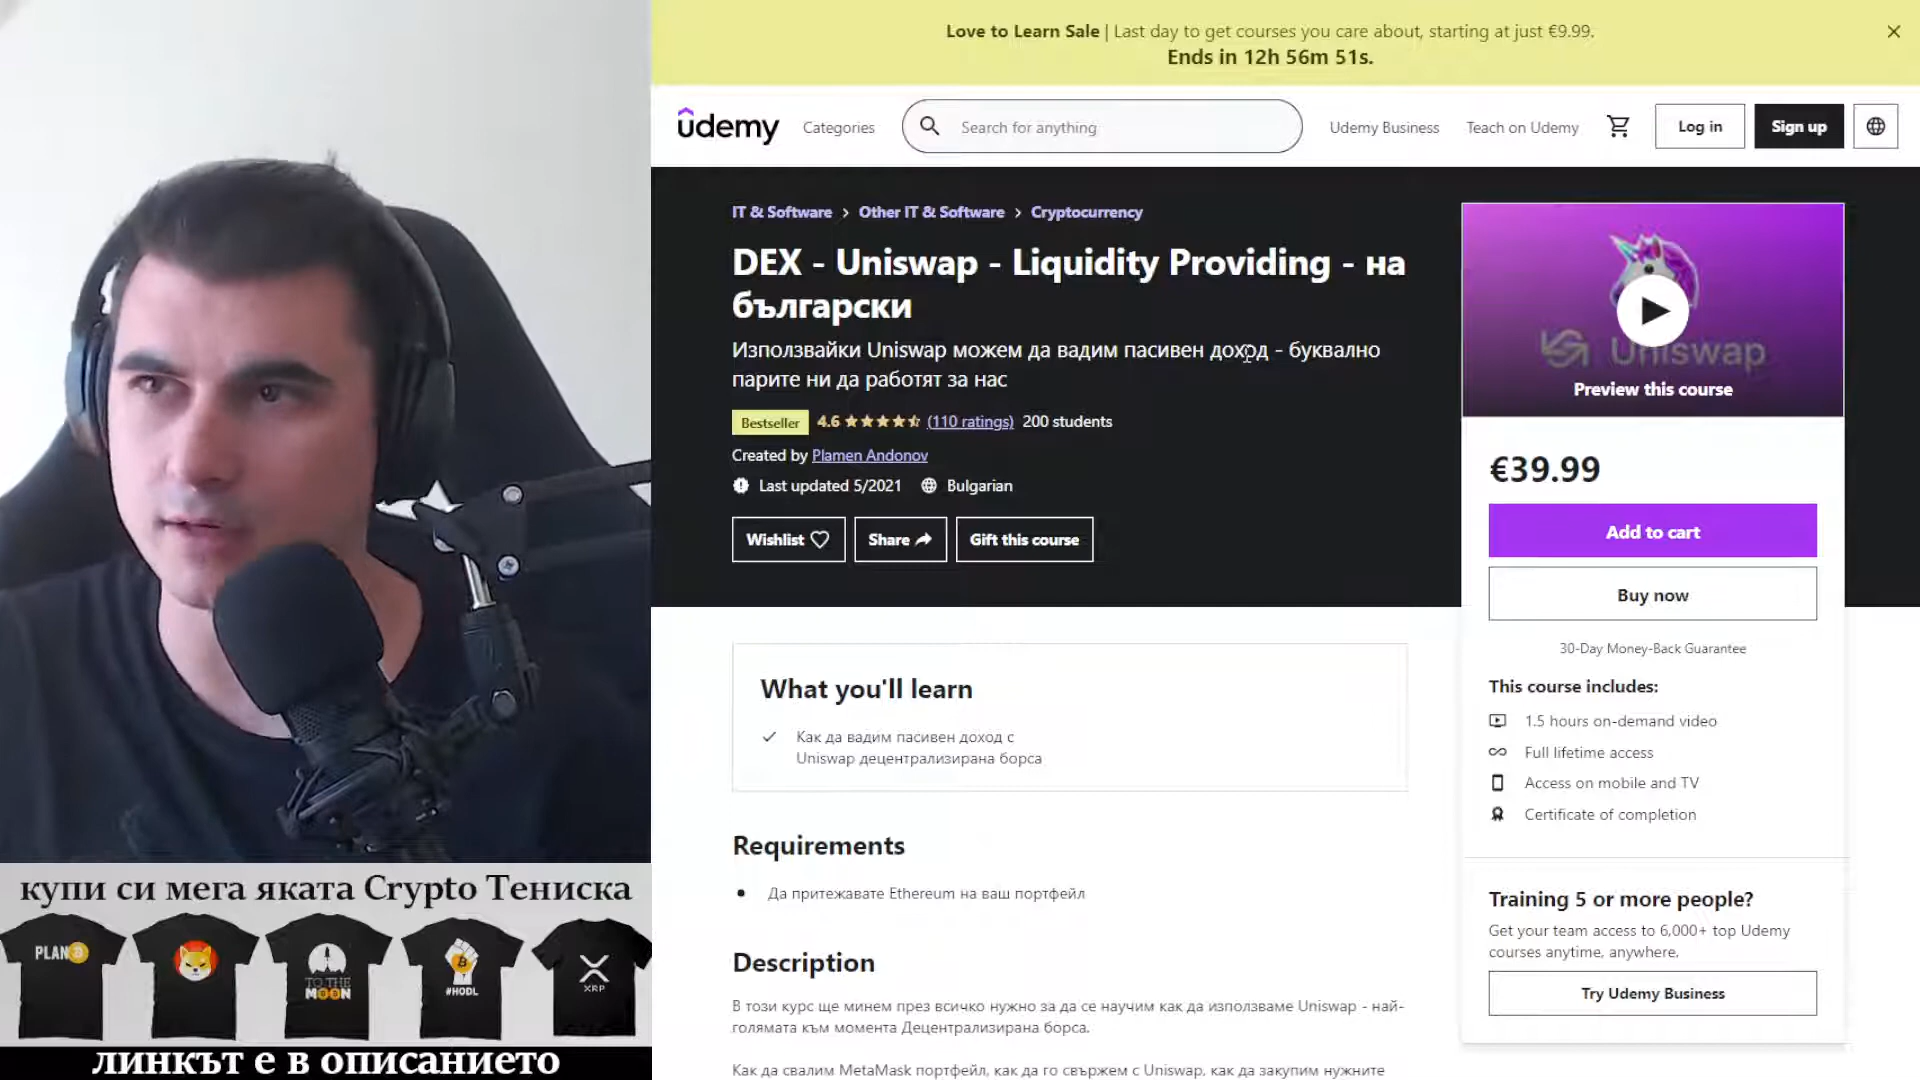 Love to Learn Sale | Last day to get courses you care about, starting at just €9.99.
Ends in 12h 56m 51s.
ûdemy
Categories
Search for anything
Udemy Business
Teach on Udemy
Log in
Sign up
IT & Software > Other IT & Software > Cryptocurrency
DEX - Uniswap - Liquidity Providing - на
български
Използвайки Uniswap можем да вадим пасивен доход - буквално
парите ни да работят за нас
Bestseller 4.6 (110 ratings) 200 students
Created by Plamen Andonov
Last updated 5/2021 Bulgarian
Wishlist
Share
Gift this course
Uniswap
Preview this course
€39.99
Add to cart
Buy now
30-Day Money-Back Guarantee
This course includes:
1.5 hours on-demand video
Full lifetime access
Access on mobile and TV
Certificate of completion
Training 5 or more people?
Get your team access to 6,000+ top Udemy
courses anytime, anywhere.
Try Udemy Business
What you'll learn
Как да вадим пасивен доход с
Uniswap децентрализирана борса
Requirements
Да притежавате Ethereum на ваш портфейл
Description
В този курс ще минем през всичко нужно за да се научим как да използваме Uniswap - най-
голямата към момента Децентрализирана борса.
Как да свалим MetaMask портфейл, как да го свържем с Uniswap, как да закупим нужните
купи си мега яката Crypto Тениска
PLAN B
TO THE
MOON
#HODL
XRP
линкът е в описанието